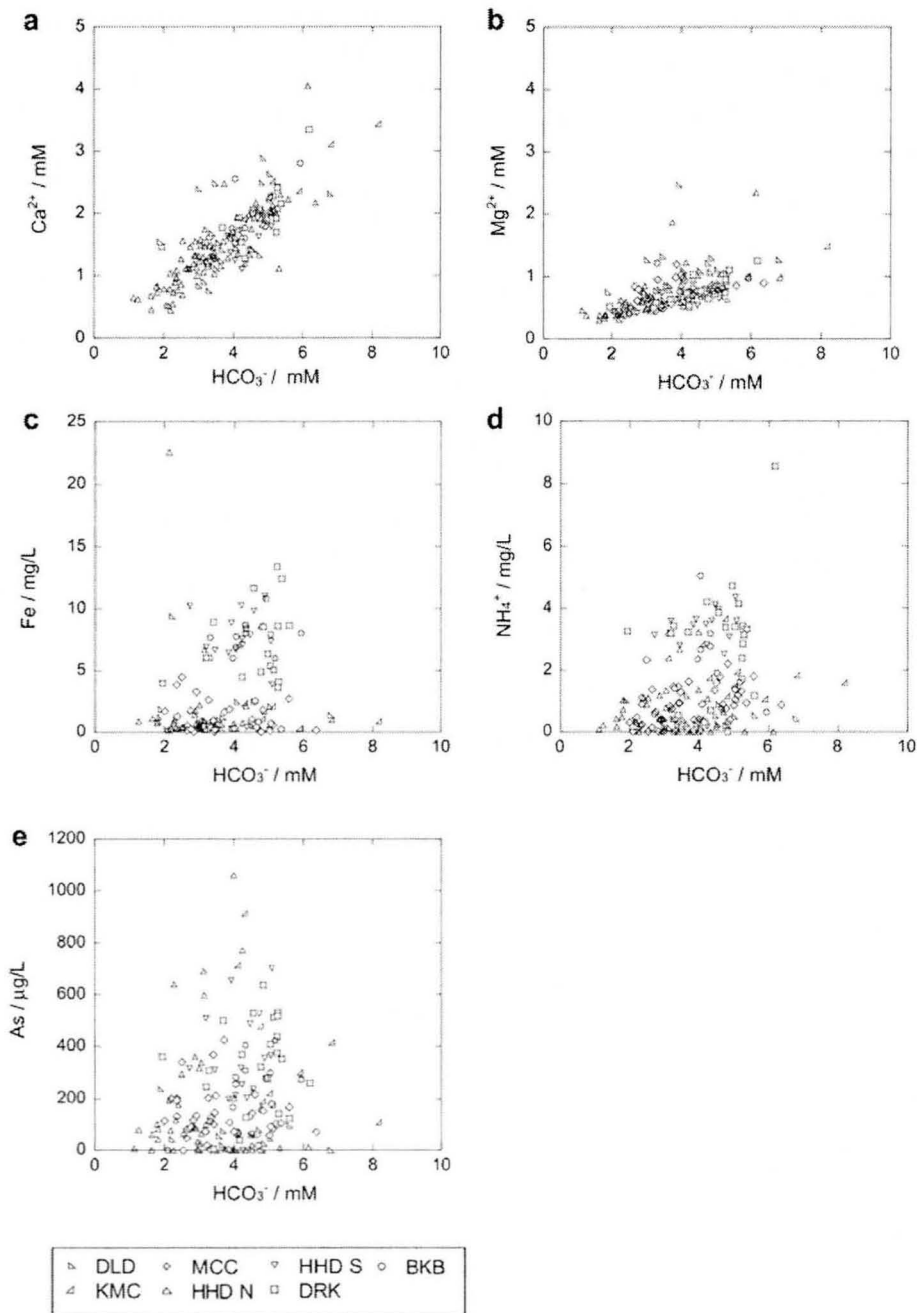 a
5
4
3
2
1
0
Ca²⁺ / mM
0 2 4 6 8 10
HCO₃⁻ / mM
b
5
4
3
2
1
0
Mg²⁺ / mM
0 2 4 6 8 10
HCO₃⁻ / mM
c
25
20
15
10
5
0
Fe / mg/L
0 2 4 6 8 10
HCO₃⁻ / mM
d
10
8
6
4
2
0
NH₄⁺ / mg/L
0 2 4 6 8 10
HCO₃⁻ / mM
e
1200
1000
800
600
400
200
0
As / µg/L
0 2 4 6 8 10
HCO₃⁻ / mM
DLD MCC HHD S BKB
KMC HHD N DRK